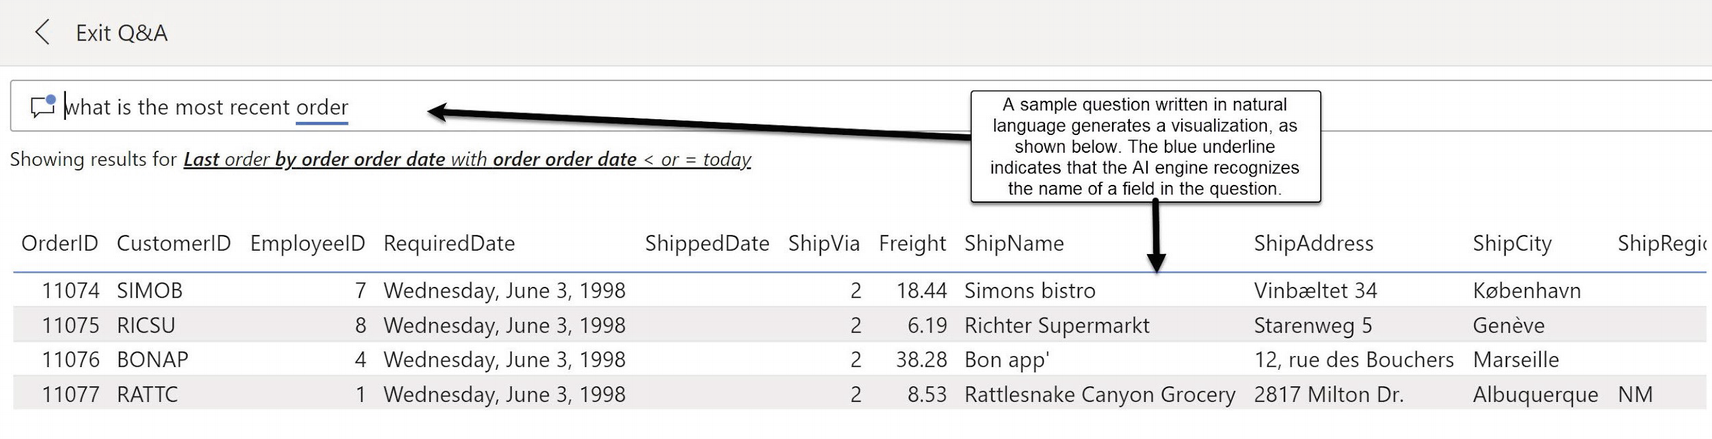 Exit Q&A
what is the most recent order
A sample question written in natural
language generates a visualization, as
shown below. The blue underline
indicates that the AI engine recognizes
the name of a field in the question.
Showing results for Last order by order order date with order order date < or = today
OrderID CustomerID EmployeeID RequiredDate ShippedDate ShipVia Freight ShipName ShipAddress ShipCity ShipRegi
11074 SIMOB 7 Wednesday, June 3, 1998 2 18.44 Simons bistro Vinbæltet 34 København
11075 RICSU 8 Wednesday, June 3, 1998 2 6.19 Richter Supermarkt Starenweg 5 Genève
11076 BONAP 4 Wednesday, June 3, 1998 2 38.28 Bon app' 12, rue des Bouchers Marseille
11077 RATTC 1 Wednesday, June 3, 1998 2 8.53 Rattlesnake Canyon Grocery 2817 Milton Dr. Albuquerque NM